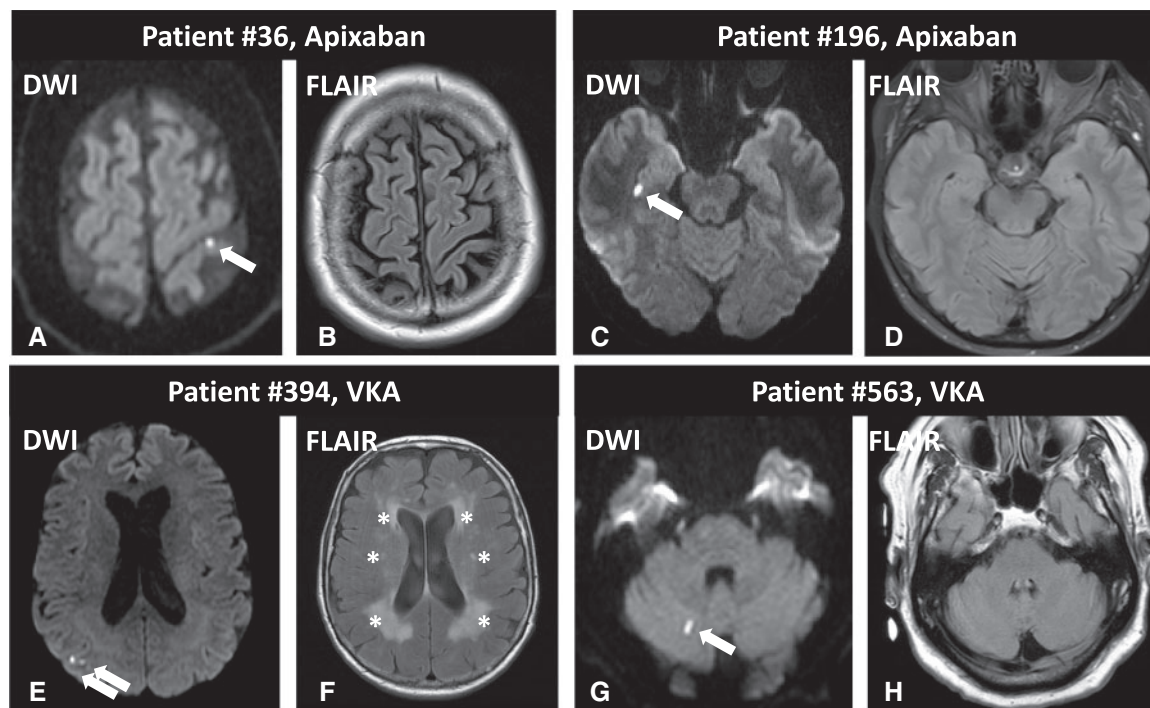 Patient #36, Apixaban
DWI
FLAIR
A
B
Patient #196, Apixaban
DWI
FLAIR
C
D
Patient #394, VKA
DWI
FLAIR
*
*
*
*
*
*
E
F
Patient #563, VKA
DWI
FLAIR
G
H